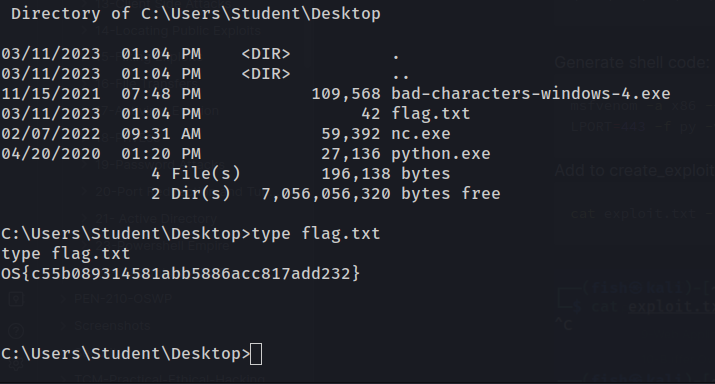 Directory of C:\Users\Student\Desktop
03/11/2023  01:04 PM    <DIR>          .
03/11/2023  01:04 PM    <DIR>          ..
11/15/2021  07:48 PM           109,568 bad-characters-windows-4.exe
03/11/2023  01:04 PM                42 flag.txt
02/07/2022  09:31 AM            59,392 nc.exe
04/20/2020  01:20 PM            27,136 python.exe
               4 File(s)        196,138 bytes
               2 Dir(s)   7,056,056,320 bytes free
C:\Users\Student\Desktop>type flag.txt
type flag.txt
OS{c55b089314581abb5886acc817add232}
C:\Users\Student\Desktop>
Generate shell code:
Add to create_exploit
cat exploit.txt
PEN-210-OSWP
Screenshots
^C